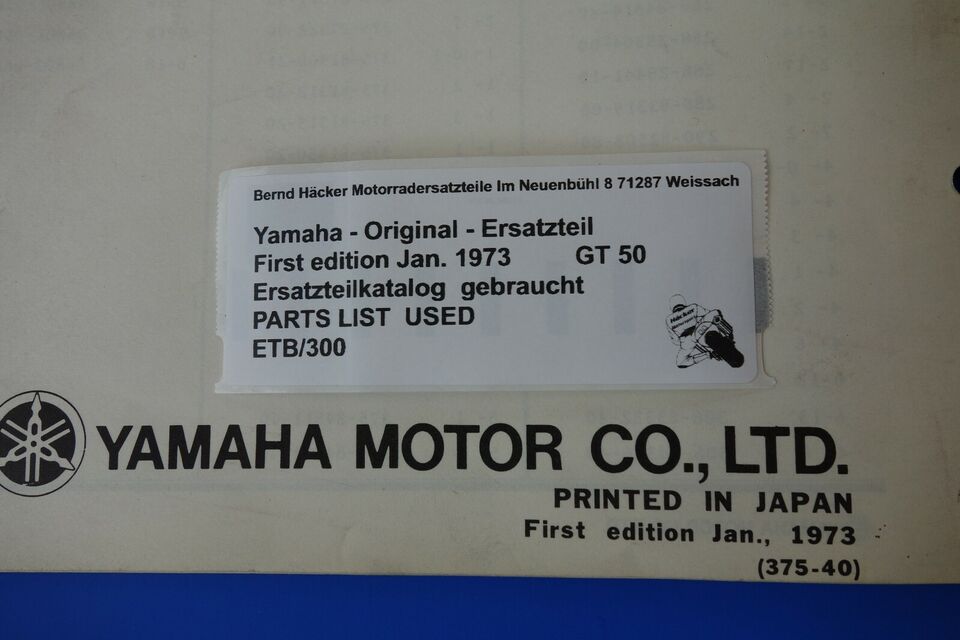 Bernd Häcker Motorradersatzteile Im Neuenbühl 8 71287 Weissach
Yamaha - Original - Ersatzteil
First edition Jan. 1973 GT 50
Ersatzteilkatalog gebraucht
PARTS LIST USED
ETB/300
Häcker
YAMAHA MOTOR CO., LTD.
PRINTED IN JAPAN
First edition Jan., 1973
(375-40)